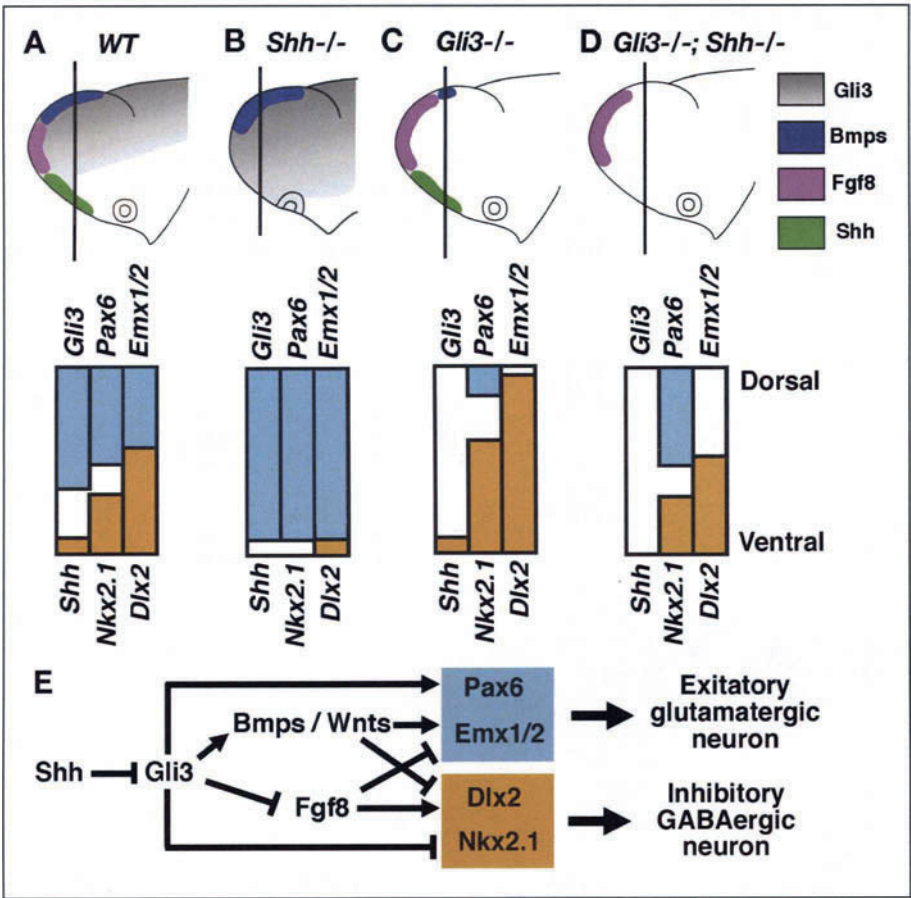 A WT
B Shh-/-
C Gli3-/-
D Gli3-/-; Shh-/-
Gli3
Bmps
Fgf8
Shh
Gli3 Pax6 Emx1/2
Gli3 Pax6 Emx1/2
Gli3 Pax6 Emx1/2
Gli3 Pax6 Emx1/2
Dorsal
Ventral
Shh Nkx2.1 Dlx2
Shh Nkx2.1 Dlx2
Shh Nkx2.1 Dlx2
Shh Nkx2.1 Dlx2
E
Shh
Gli3
Bmps / Wnts
Fgf8
Pax6
Emx1/2
Dlx2
Nkx2.1
Exitatory
glutamatergic
neuron
Inhibitory
GABAergic
neuron